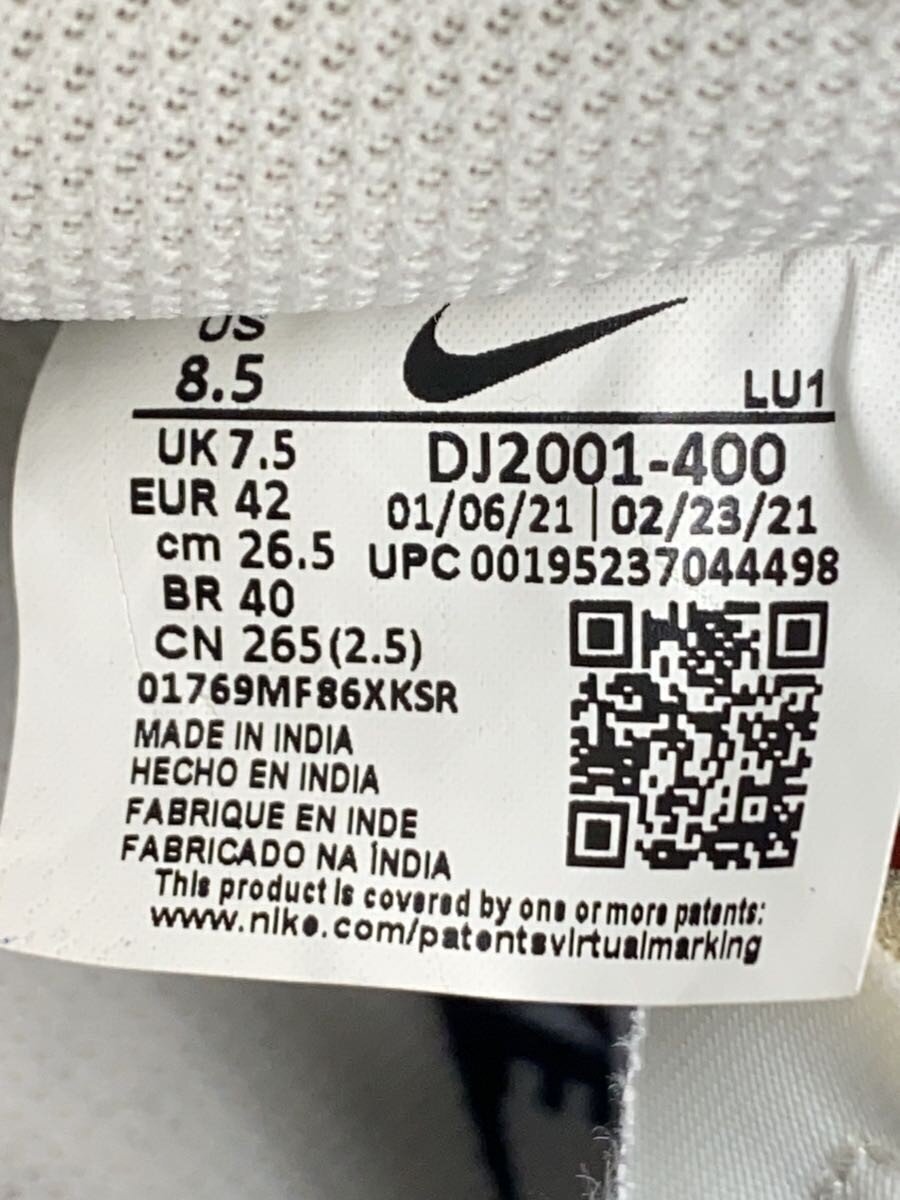 US
8.5
LU1
UK 7.5
DJ2001-400
EUR 42
01/06/21 | 02/23/21
cm 26.5
UPC 00195237044498
BR 40
CN 265(2.5)
01769MF86XKSR
MADE IN INDIA
HECHO EN INDIA
FABRIQUE EN INDE
FABRICADO NA ÍNDIA
This product is covered by one or more patents:
www.nike.com/patentsvirtualmarking